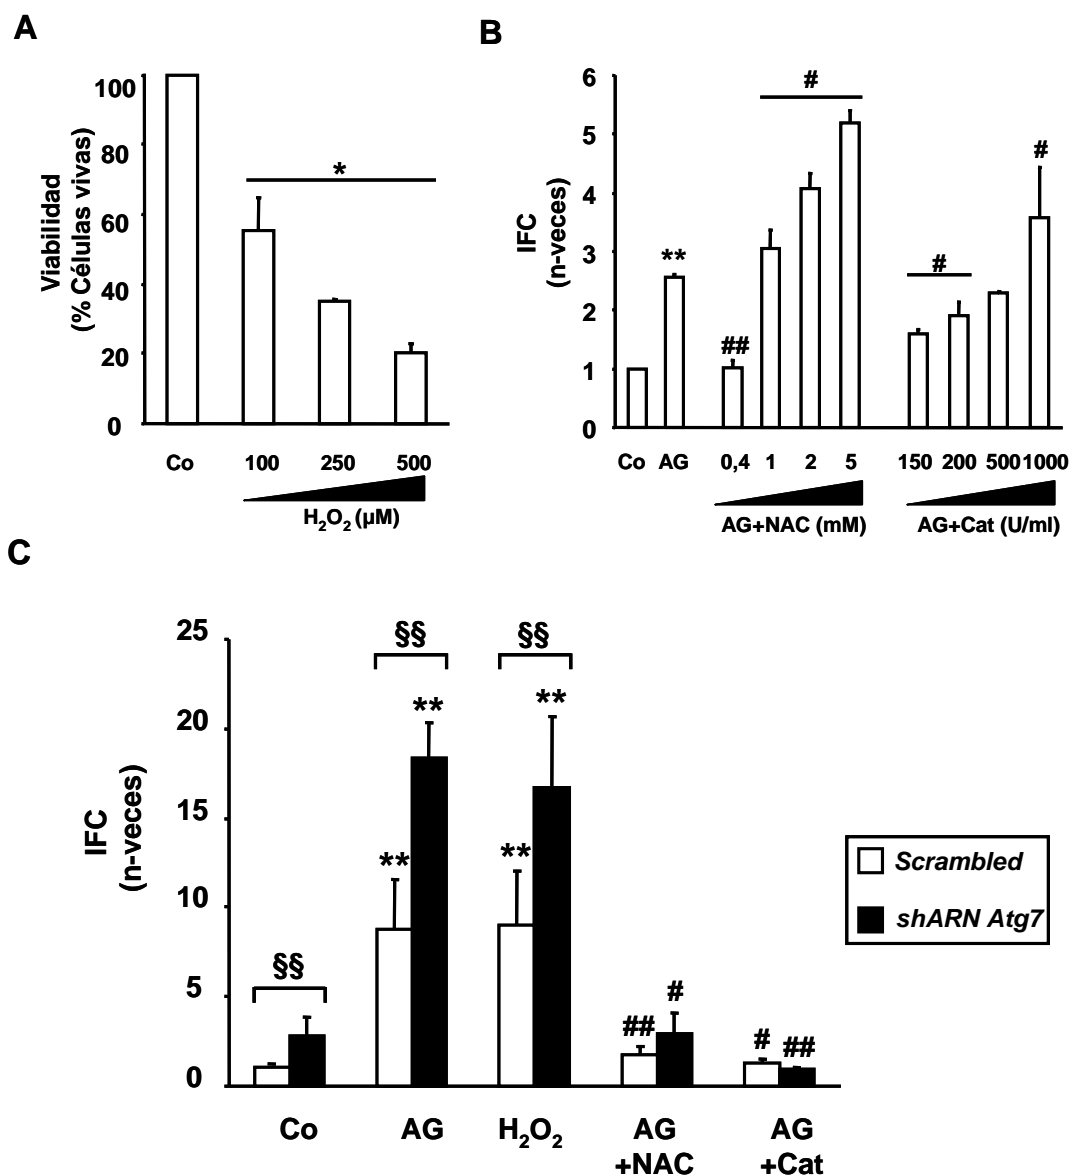 A
Viabilidad
(% Células vivas)
100
80
60
40
20
0
*
Co 100 250 500
H2O2 (µM)
B
IFC
(n-veces)
6
5
4
3
2
1
0
**
##
#
#
#
Co AG 0,4 1 2 5 150 200 500 1000
AG+NAC (mM) AG+Cat (U/ml)
C
IFC
(n-veces)
25
20
15
10
5
0
§§ §§ §§
** ** ** **
## # # ##
Co AG H2O2 AG AG
+NAC +Cat
Scrambled
shARN Atg7